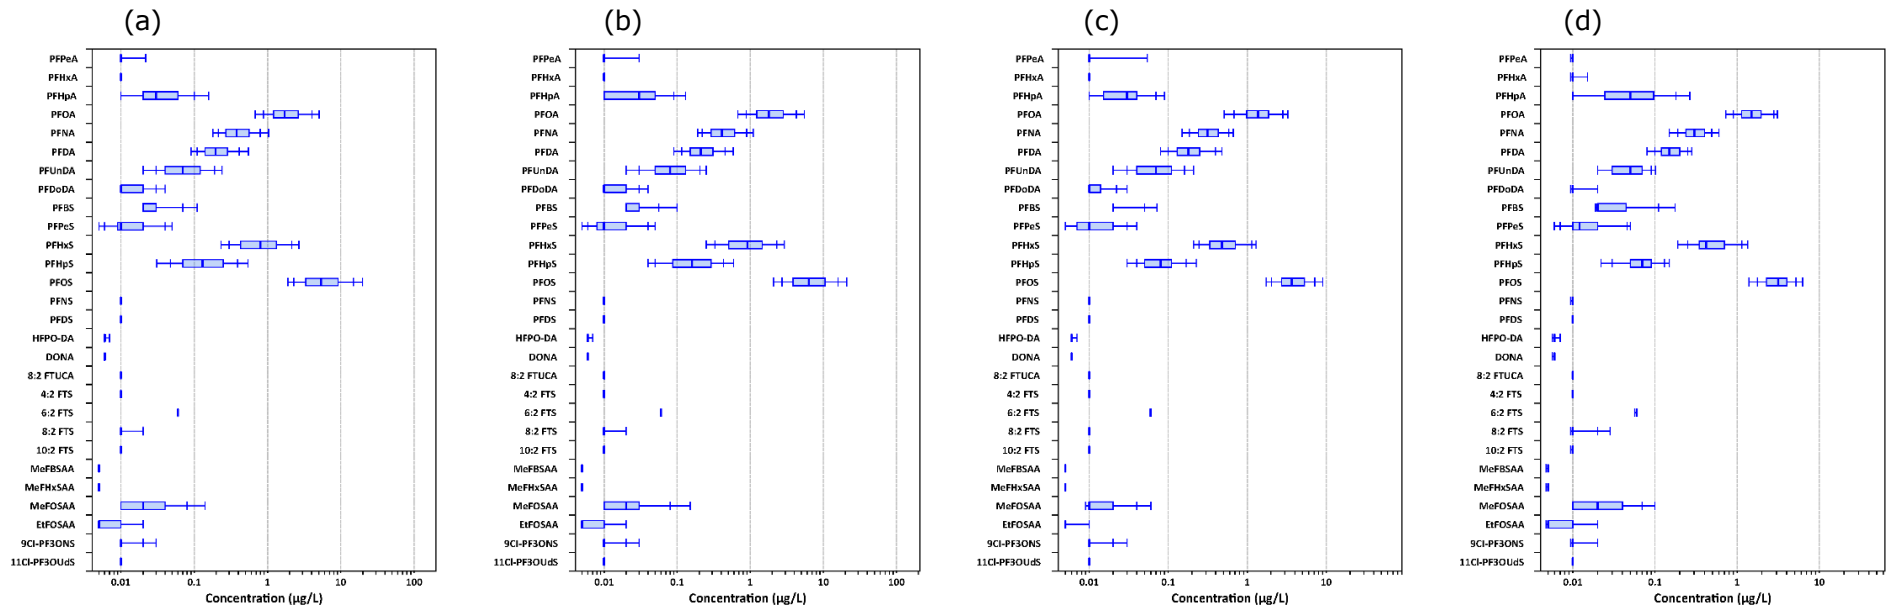 (a)
PFPeA
PFHxA
PFHpA
PFOA
PFNA
PFDA
PFUnDA
PFDoDA
PFBS
PFPeS
PFHxS
PFHpS
PFOS
PFNS
PFDS
HFPO-DA
DONA
8:2 FTUCA
4:2 FTS
6:2 FTS
8:2 FTS
10:2 FTS
MeFBSAA
MeFHxSAA
MeFOSAA
EtFOSAA
9Cl-PF3ONS
11Cl-PF3OUdS
0.01 0.1 1 10 100
Concentration (µg/L)
(b)
PFPeA
PFHxA
PFHpA
PFOA
PFNA
PFDA
PFUnDA
PFDoDA
PFBS
PFPeS
PFHxS
PFHpS
PFOS
PFNS
PFDS
HFPO-DA
DONA
8:2 FTUCA
4:2 FTS
6:2 FTS
8:2 FTS
10:2 FTS
MeFBSAA
MeFHxSAA
MeFOSAA
EtFOSAA
9Cl-PF3ONS
11Cl-PF3OUdS
0.01 0.1 1 10 100
Concentration (µg/L)
(c)
PFPeA
PFHxA
PFHpA
PFOA
PFNA
PFDA
PFUnDA
PFDoDA
PFBS
PFPeS
PFHxS
PFHpS
PFOS
PFNS
PFDS
HFPO-DA
DONA
8:2 FTUCA
4:2 FTS
6:2 FTS
8:2 FTS
10:2 FTS
MeFBSAA
MeFHxSAA
MeFOSAA
EtFOSAA
9Cl-PF3ONS
11Cl-PF3OUdS
0.01 0.1 1 10
Concentration (µg/L)
(d)
PFPeA
PFHxA
PFHpA
PFOA
PFNA
PFDA
PFUnDA
PFDoDA
PFBS
PFPeS
PFHxS
PFHpS
PFOS
PFNS
PFDS
HFPO-DA
DONA
8:2 FTUCA
4:2 FTS
6:2 FTS
8:2 FTS
10:2 FTS
MeFBSAA
MeFHxSAA
MeFOSAA
EtFOSAA
9Cl-PF3ONS
11Cl-PF3OUdS
0.01 0.1 1 10
Concentration (µg/L)